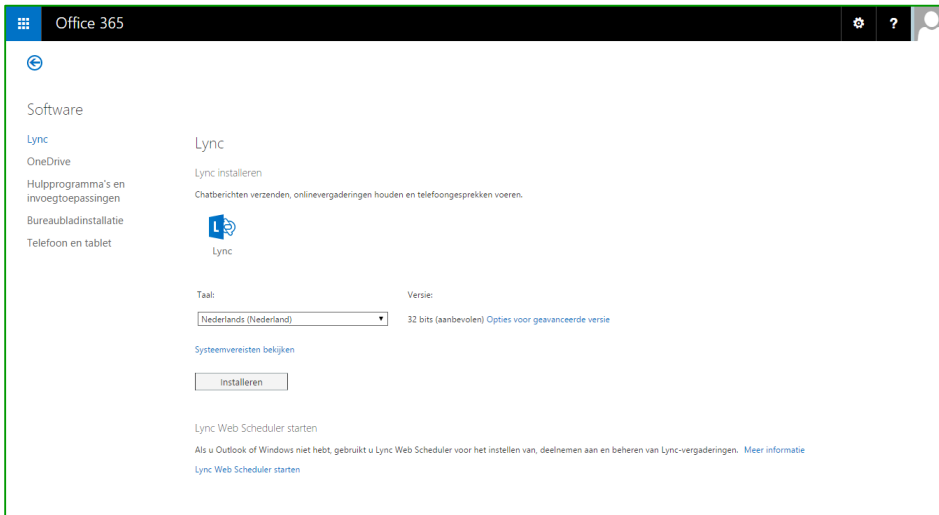 Office 365
?
Software
Lync
OneDrive
Hulpprogramma's en
invoegtoepassingen
Bureaubladinstallatie
Telefoon en tablet
Lync
Lync installeren
Chatberichten verzenden, onlinevergaderingen houden en telefoongesprekken voeren.
L
Lync
Taal:
Versie:
Nederlands (Nederland)
32 bits (aanbevolen) Opties voor geavanceerde versie
Systeemvereisten bekijken
Installeren
Lync Web Scheduler starten
Als u Outlook of Windows niet hebt, gebruikt u Lync Web Scheduler voor het instellen van, deelnemen aan en beheren van Lync-vergaderingen. Meer informatie
Lync Web Scheduler starten